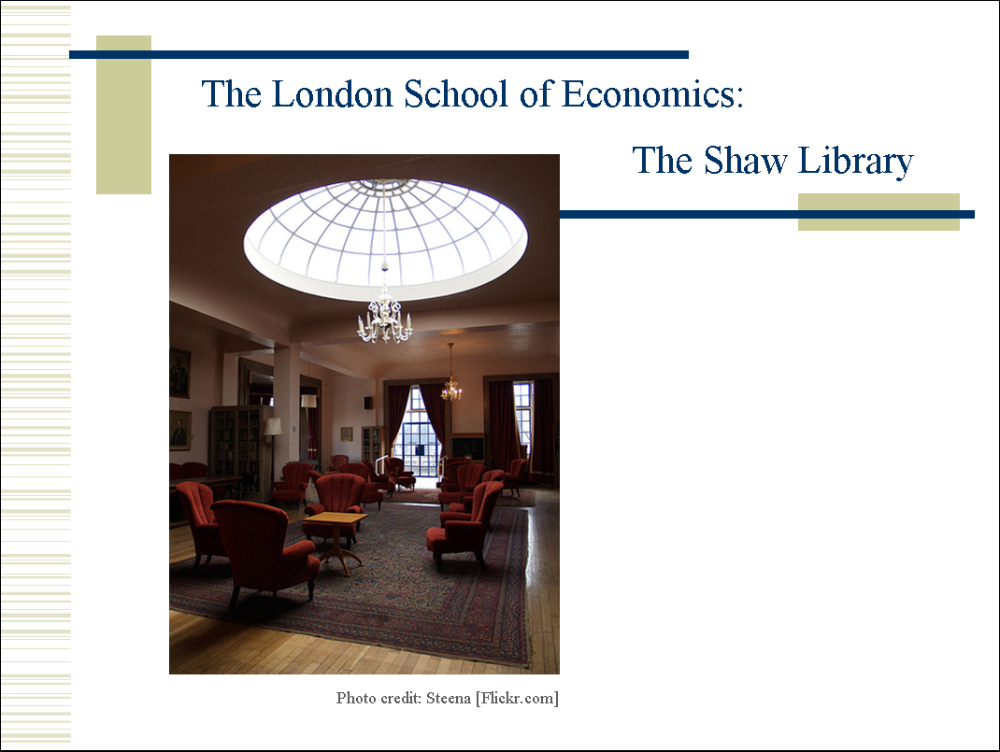 The London School of Economics:
The Shaw Library
Photo credit: Steena [Flickr.com]